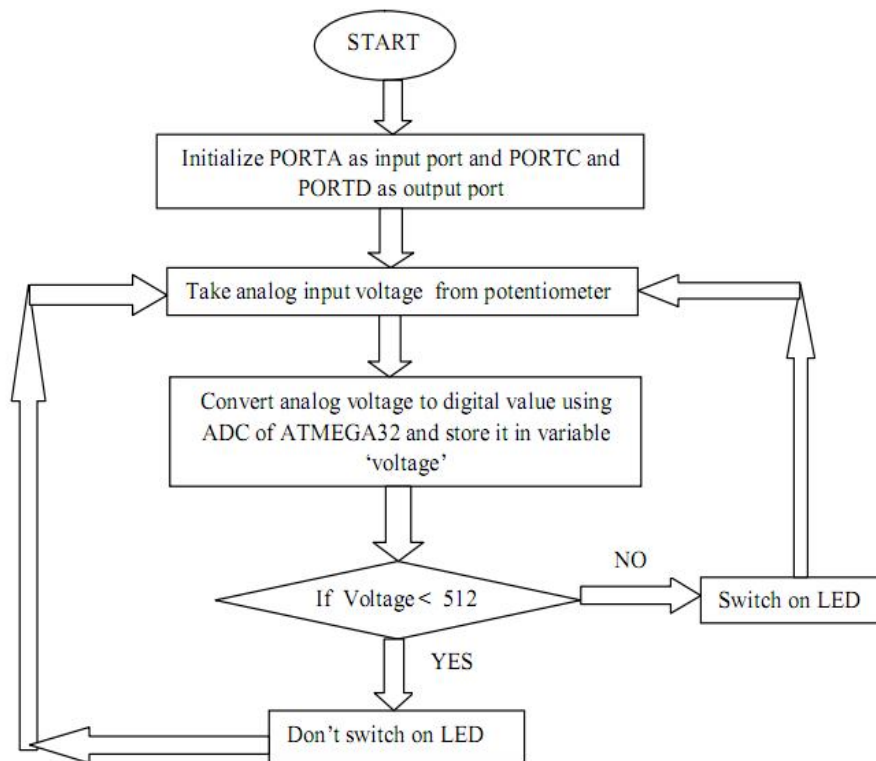 START
Initialize PORTA as input port and PORTC and
PORTD as output port
Take analog input voltage from potentiometer
Convert analog voltage to digital value using
ADC of ATMEGA32 and store it in variable
‘voltage’
If Voltage< 512
NO
Switch on LED
YES
Don’t switch on LED